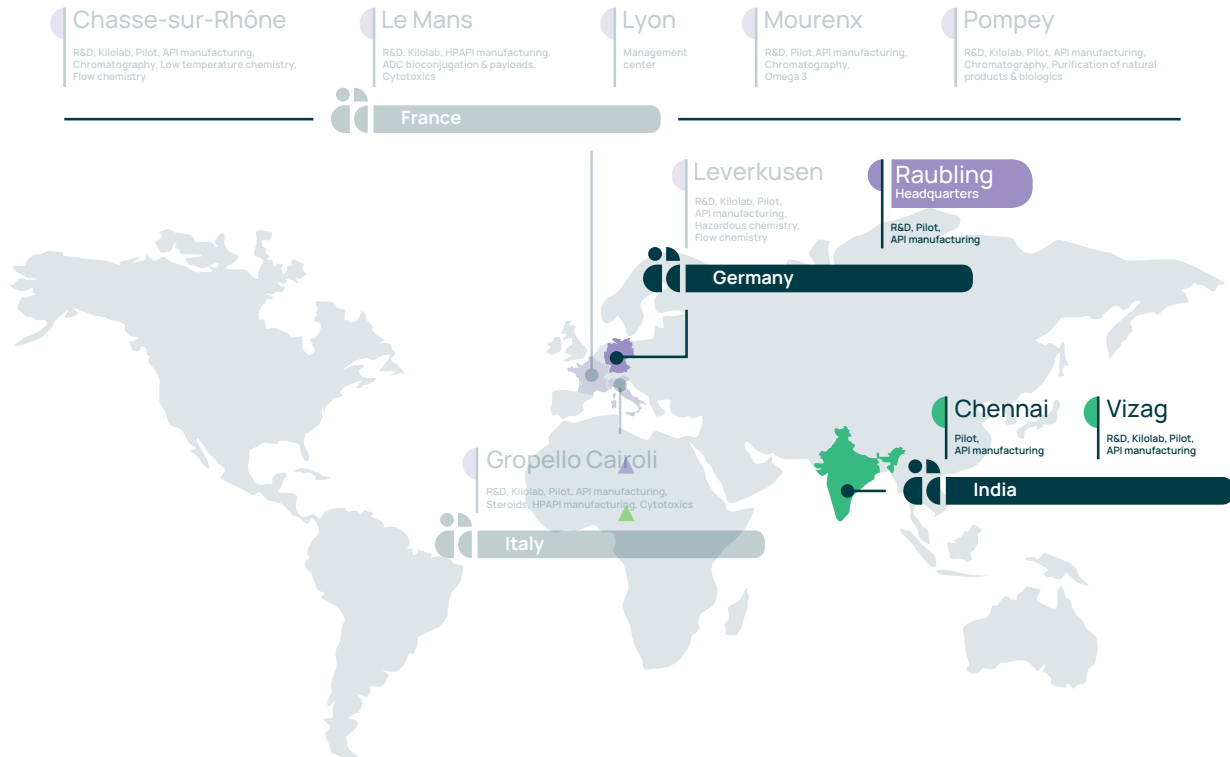 Chasse-sur-Rhône
R&D, Kilolab, Pilot, API manufacturing,
Chromatography, Low temperature chemistry,
Flow chemistry
Le Mans
R&D, Kilolab, HPAPI manufacturing,
ADC bioconjugation & payloads,
Cytotoxics
Lyon
Management
center
Mourenx
R&D, Pilot,API manufacturing,
Chromatography,
Omega 3
Pompey
R&D, Kilolab, Pilot, API manufacturing,
Chromatography, Purification of natural
products & biologics
France
Leverkusen
R&D, Kilolab, Pilot,
API manufacturing,
Hazardous chemistry,
Flow chemistry
Raubling
Headquarters
R&D, Pilot,
API manufacturing
Germany
Chennai
Pilot,
API manufacturing
Vizag
R&D, Kilolab, Pilot,
API manufacturing
India
Gropello Cairoli
R&D, Kilolab, Pilot, API manufacturing,
Steroids, HPAPI manufacturing, Cytotoxics
Italy